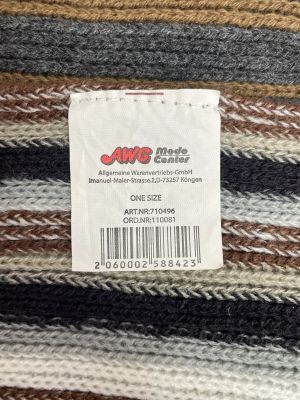 AWG Mode
Center
Allgemeine Warenvertriebs-GmbH
Imanuel-Maier-Strasse.2,D-73257 Köngen
ONE SIZE
ART.NR:710496
ORD.NR:110081
2 060002 588423